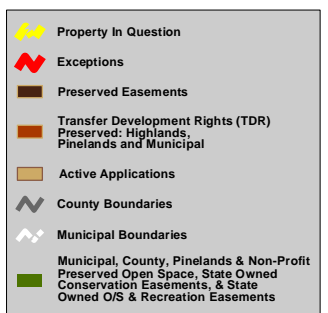 Property In Question
Exceptions
Preserved Easements
Transfer Development Rights (TDR)
Preserved: Highlands,
Pinelands and Municipal
Active Applications
County Boundaries
Municipal Boundaries
Municipal, County, Pinelands & Non-Profit
Preserved Open Space, State Owned
Conservation Easements, & State
Owned O/S & Recreation Easements